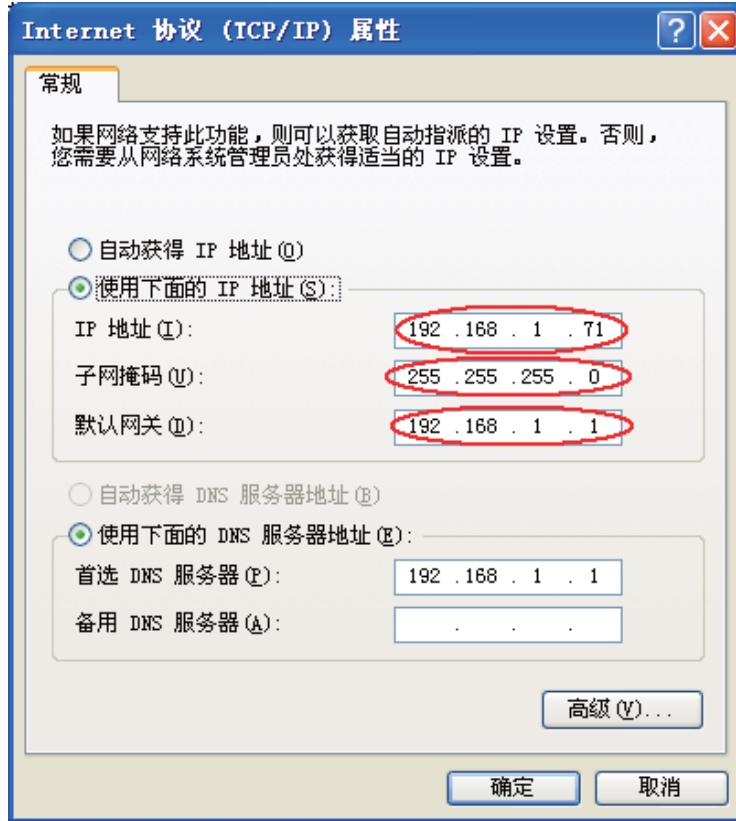 Internet 协议 (TCP/IP) 属性
常规
如果网络支持此功能，则可以获取自动指派的 IP 设置。否则，
您需要从网络系统管理员处获得适当的 IP 设置。
自动获得 IP 地址(O)
使用下面的 IP 地址(S):
IP 地址(I): 192 .168 . 1 . 71
子网掩码(U): 255 .255 .255 . 0
默认网关(D): 192 .168 . 1 . 1
自动获得 DNS 服务器地址(B)
使用下面的 DNS 服务器地址(E):
首选 DNS 服务器(P): 192 .168 . 1 . 1
备用 DNS 服务器(A): . . .
高级(V)...
确定 取消